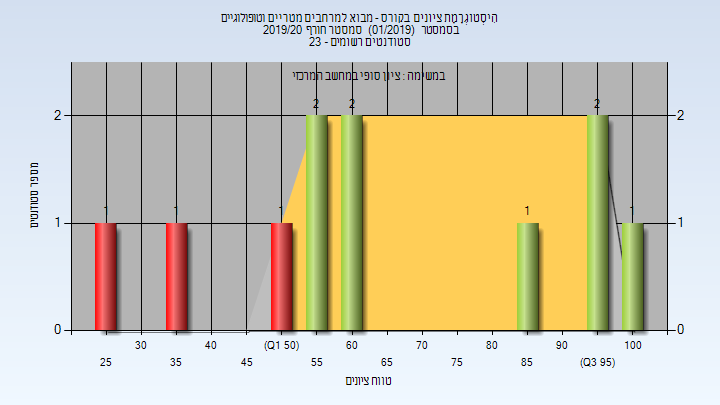 היסטוגרמת ציונים בקורס - מבוא למרחבים מטריים וטופולוגיים
בסמסטר (01/2019) סמסטר חורף 2019/20
סטודנטים רשומים - 23
במשימה : ציון סופי במחשב המרכזי
2 2 2
2 2
1 1 1 1 1
1 1
0 0
מספר סטודנטים
30 40 (Q1 50) 60 70 80 90 100
25 35 45 55 65 75 85 (Q3 95)
טווח ציונים